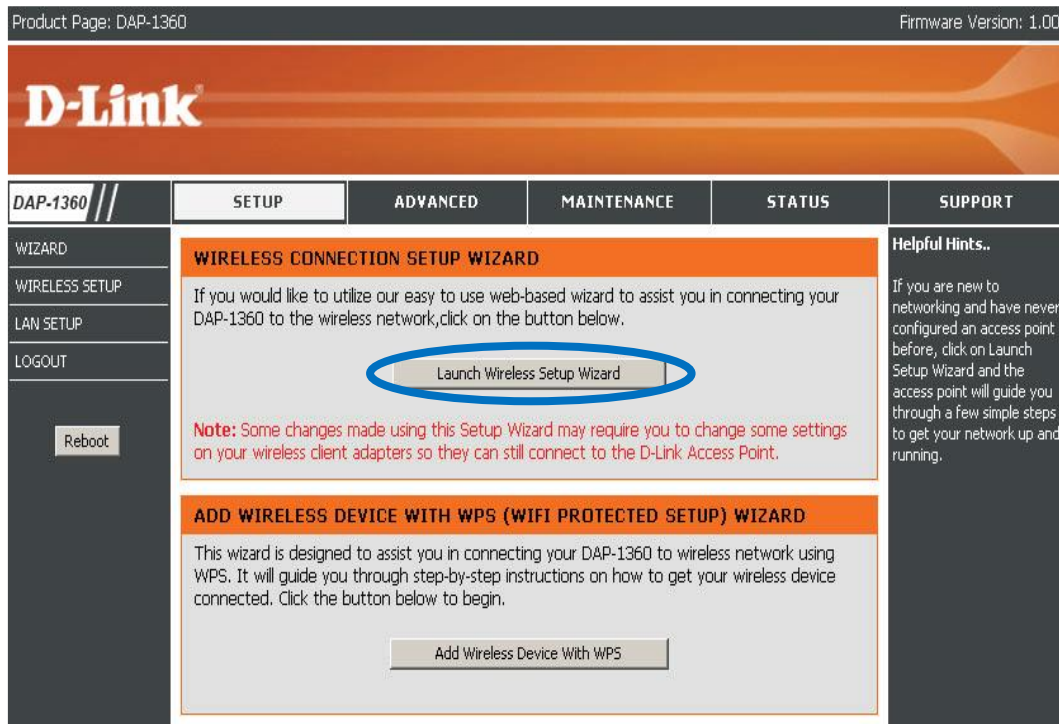 Product Page: DAP-1360
Firmware Version: 1.00
D-Link
DAP-1360
SETUP
ADVANCED
MAINTENANCE
STATUS
SUPPORT
WIZARD
WIRELESS SETUP
LAN SETUP
LOGOUT
Reboot
WIRELESS CONNECTION SETUP WIZARD
If you would like to utilize our easy to use web-based wizard to assist you in connecting your
DAP-1360 to the wireless network,click on the button below.
Launch Wireless Setup Wizard
Note: Some changes made using this Setup Wizard may require you to change some settings
on your wireless client adapters so they can still connect to the D-Link Access Point.
ADD WIRELESS DEVICE WITH WPS (WIFI PROTECTED SETUP) WIZARD
This wizard is designed to assist you in connecting your DAP-1360 to wireless network using
WPS. It will guide you through step-by-step instructions on how to get your wireless device
connected. Click the button below to begin.
Add Wireless Device With WPS
Helpful Hints..
If you are new to
networking and have never
configured an access point
before, click on Launch
Setup Wizard and the
access point will guide you
through a few simple steps
to get your network up and
running.